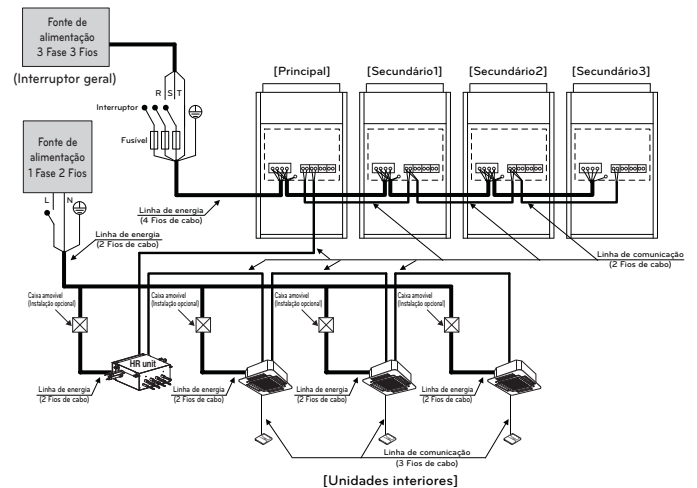 Fonte de
alimentação
3 Fase 3 Fios
(Interruptor geral)
R S T
Interruptor
Fusível
[Principal]
[Secundário1]
[Secundário2]
[Secundário3]
Fonte de
alimentação
1 Fase 2 Fios
L
N
Linha de energia
(4 Fios de cabo)
Linha de energia
(2 Fios de cabo)
Linha de comunicação
(2 Fios de cabo)
Caixa amovível
(Instalação opcional)
Caixa amovível
(Instalação opcional)
Caixa amovível
(Instalação opcional)
Caixa amovível
(Instalação opcional)
HR unit
Linha de energia
(2 Fios de cabo)
Linha de energia
(2 Fios de cabo)
Linha de energia
(2 Fios de cabo)
Linha de energia
(2 Fios de cabo)
Linha de comunicação
(3 Fios de cabo)
[Unidades interiores]